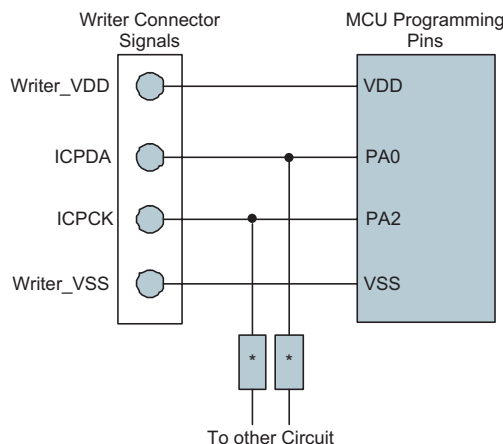 Writer Connector
Signals
MCU Programming
Pins
Writer_VDD
VDD
ICPDA
PA0
ICPCK
PA2
Writer_VSS
VSS
*
*
To other Circuit